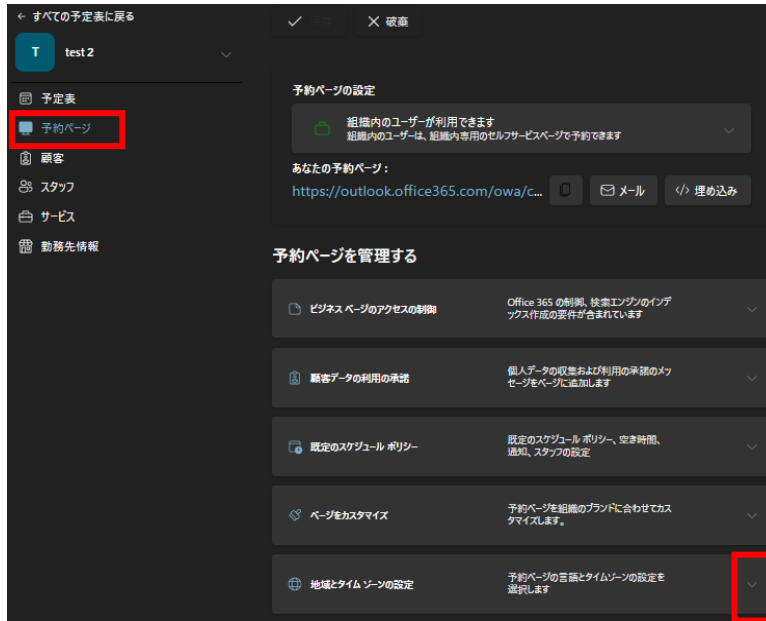 ← すべての予定表に戻る
T test 2
予定表
予約ページ
顧客
スタッフ
サービス
勤務先情報
破棄
予約ページの設定
組織内のユーザーが利用できます
組織内のユーザーは、組織内専用のセルフサービスページで予約できます
あなたの予約ページ :
https://outlook.office365.com/owa/c...
メール
</> 埋め込み
予約ページを管理する
ビジネス ページのアクセスの制御
Office 365 の制御、検索エンジンのインデ
ックス作成の要件が含まれています
顧客データの利用の承諾
個人データの収集および利用の承諾のメッ
セージをページに追加します
既定のスケジュール ポリシー
既定のスケジュール ポリシー、空き時間、
通知、スタッフの設定
ページをカスタマイズ
予約ページを組織のブランドに合わせてカス
タマイズします。
地域とタイム ゾーンの設定
予約ページの言語とタイムゾーンの設定を
選択します